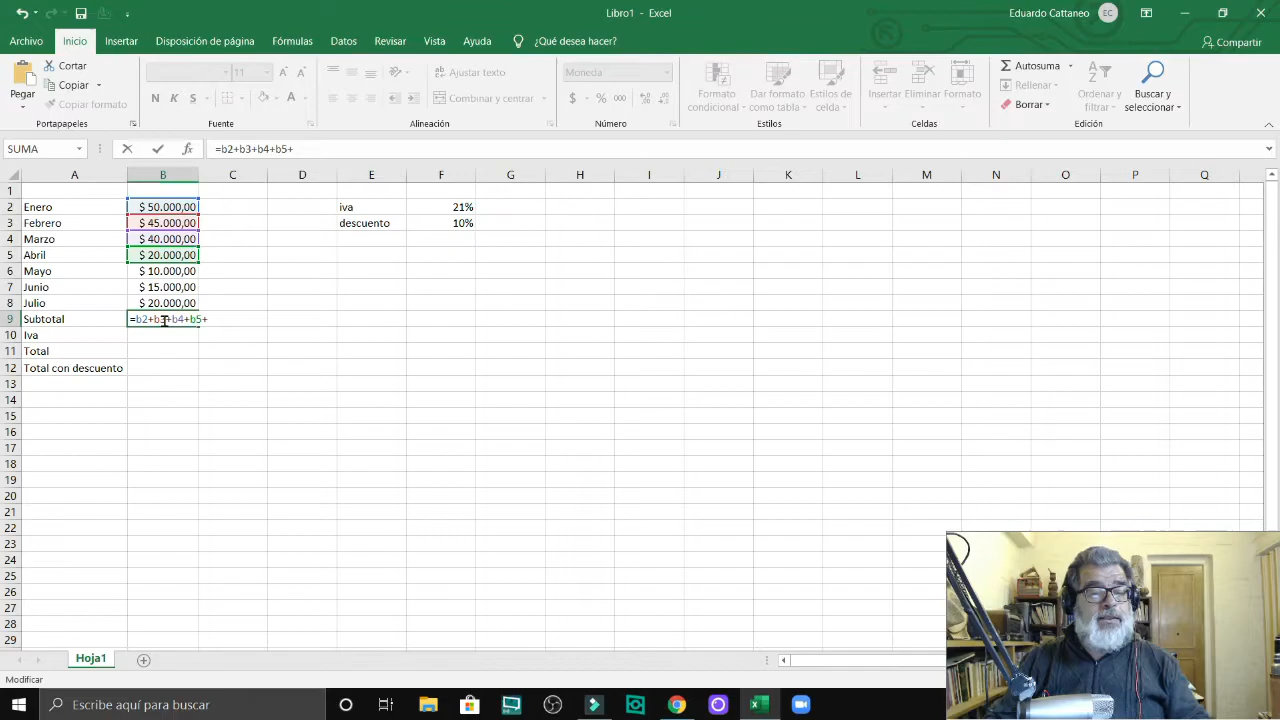 Libro1 - Excel
Eduardo Cattaneo
EC
Archivo Inicio Insertar Disposición de página Fórmulas Datos Revisar Vista Ayuda ¿Qué desea hacer? Compartir
Pegar
Cortar
Copiar
Copiar formato
Portapapeles
11
N K S
Fuente
Ajustar texto
Combinar y centrar
Alineación
Moneda
$ % 000
Número
Formato condicional
Dar formato como tabla
Estilos de celda
Estilos
Insertar Eliminar Formato
Celdas
Autosuma
Rellenar
Borrar
Ordenar y filtrar
Buscar y seleccionar
Edición
SUMA fx =b2+b3+b4+b5+
A B C D E F G H I J K L M N O P Q
1
2 Enero $ 50.000,00 iva 21%
3 Febrero $ 45.000,00 descuento 10%
4 Marzo $ 40.000,00
5 Abril $ 20.000,00
6 Mayo $ 10.000,00
7 Junio $ 15.000,00
8 Julio $ 20.000,00
9 Subtotal =b2+b3+b4+b5+
10 Iva
11 Total
12 Total con descuento
13
14
15
16
17
18
19
20
21
22
23
24
25
26
27
28
29
Hoja1
Modificar
Escribe aquí para buscar